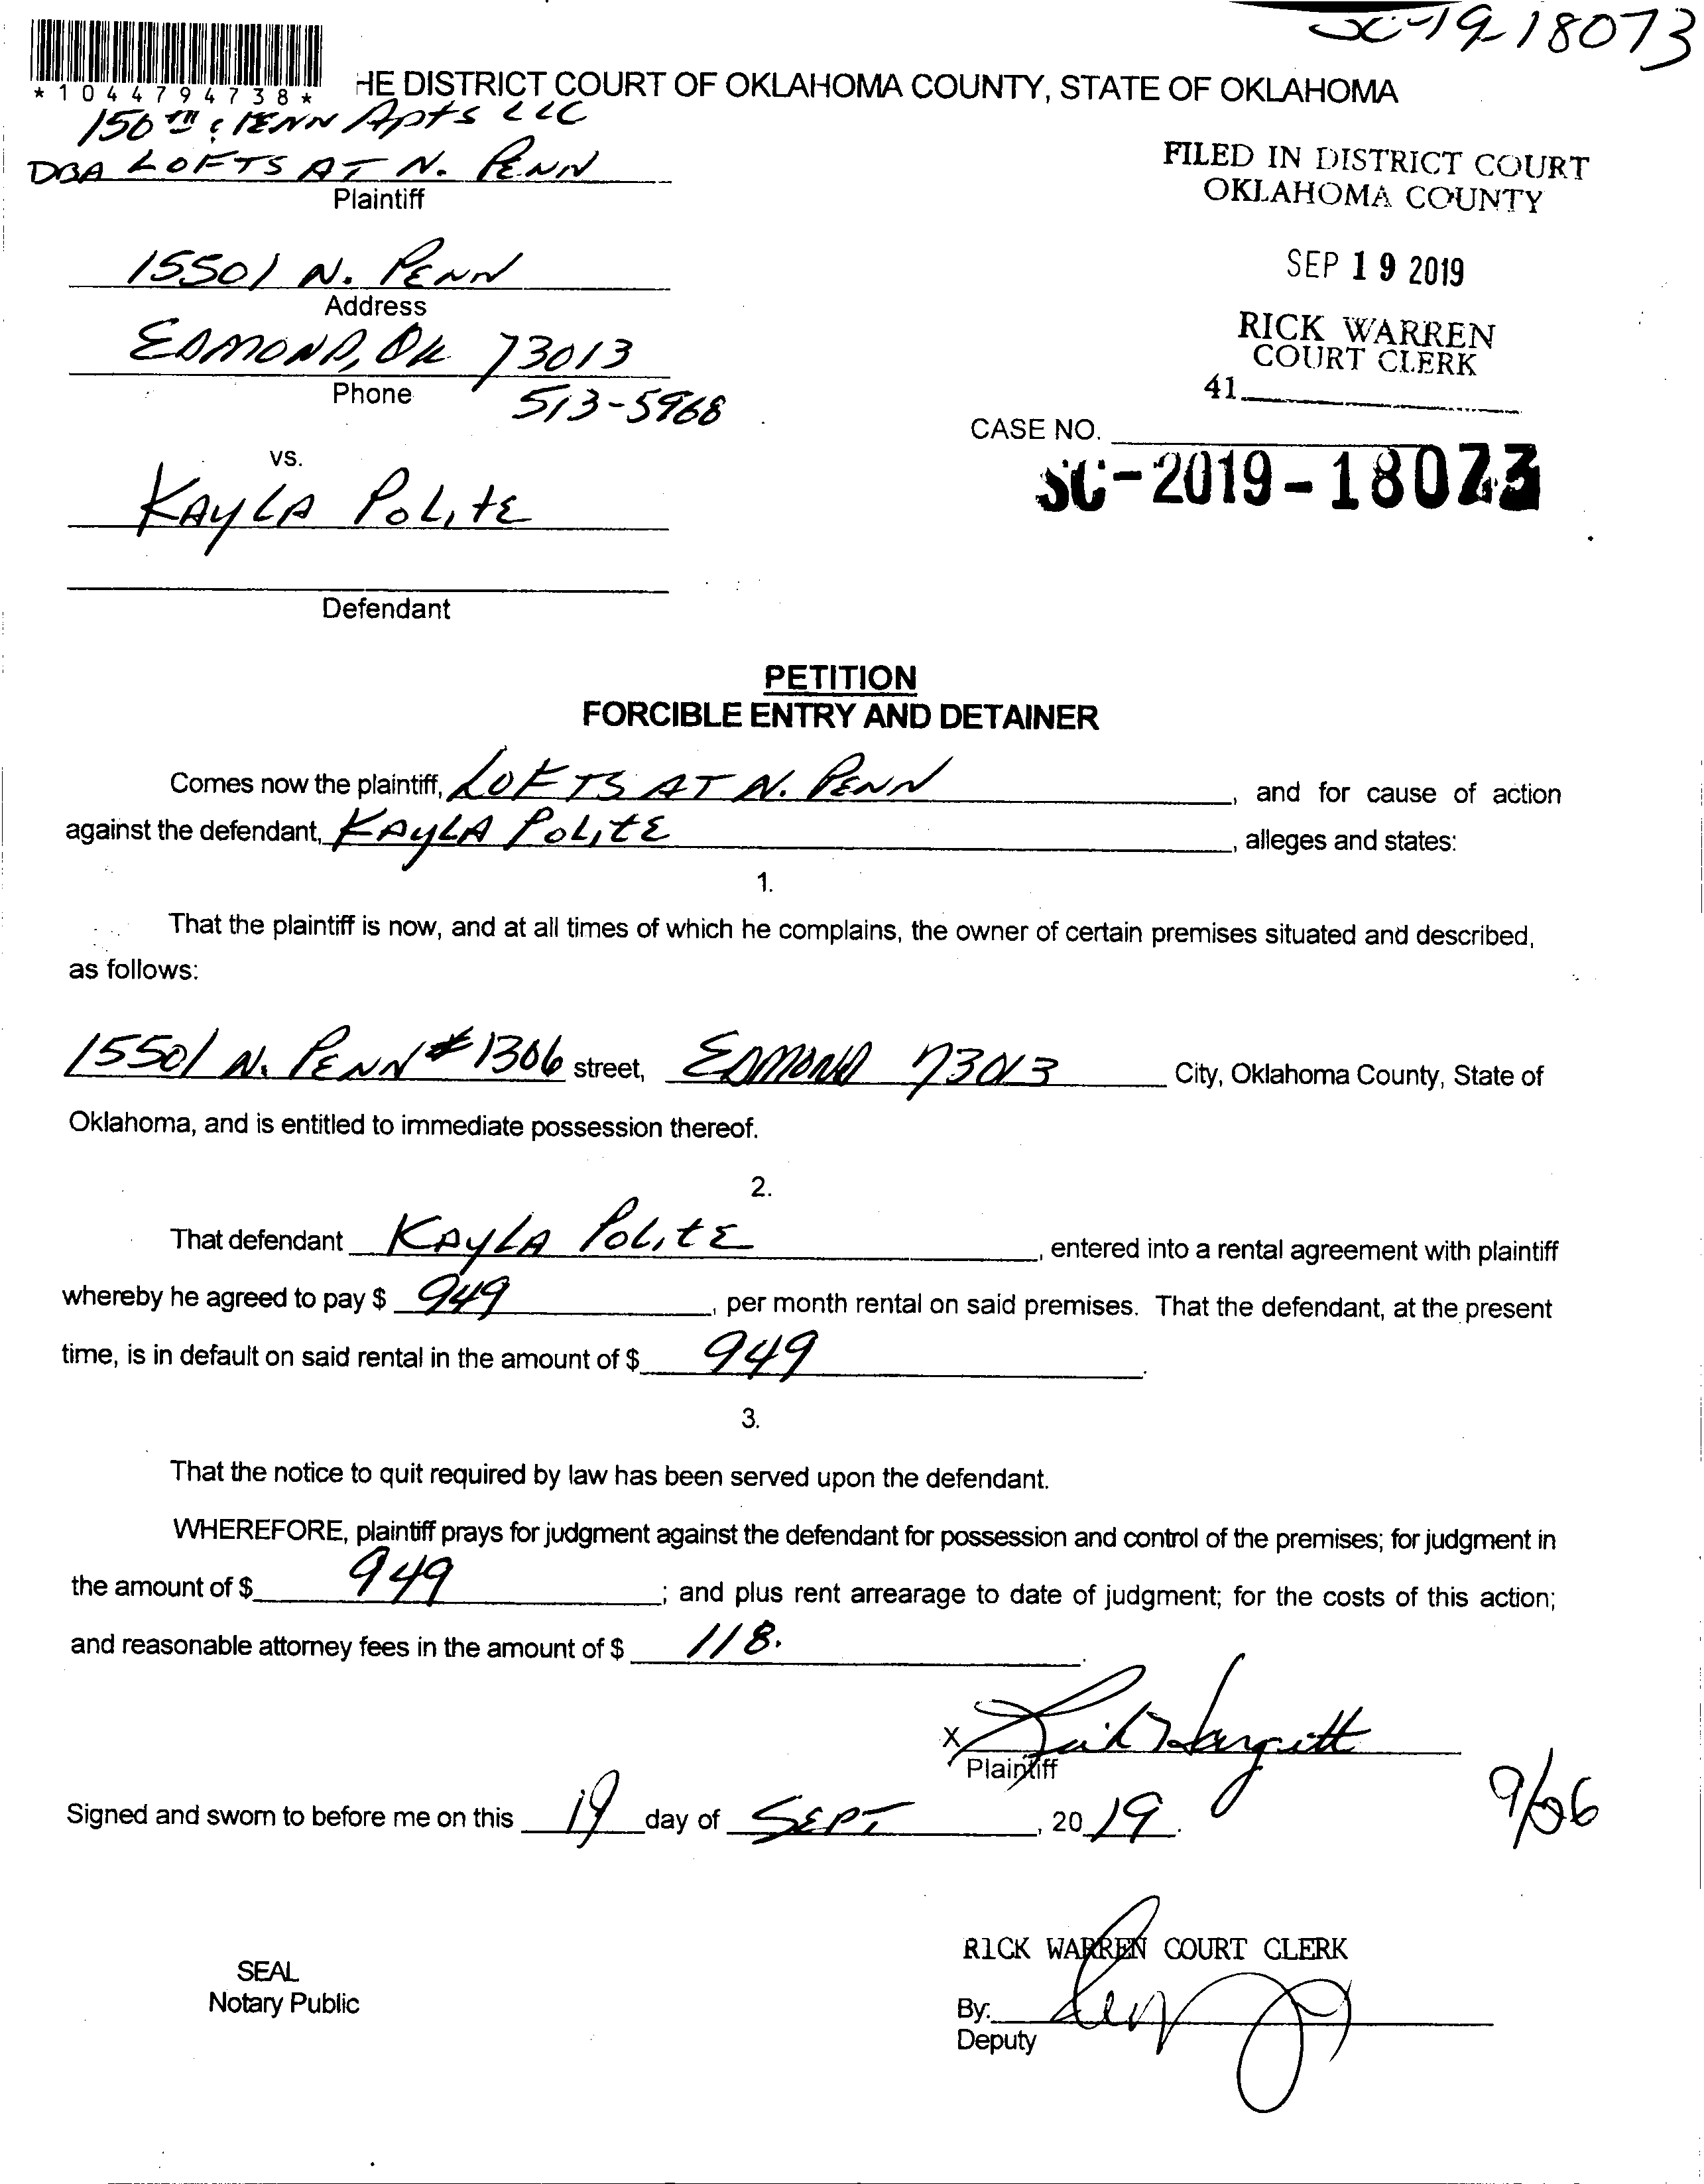 SC-19-18073
*1044794738*
HE DISTRICT COURT OF OKLAHOMA COUNTY, STATE OF OKLAHOMA
150TH & PENN Apts LLC
DBA LOFTS AT N. PENN
Plaintiff
FILED IN DISTRICT COURT
OKLAHOMA COUNTY
15501 N. PENN
Address
SEP 19 2019
EDMOND, OK 73013
Phone
513-5968
RICK WARREN
COURT CLERK
41
CASE NO.
SC-2019-18073
vs.
KAYLA POLITE
Defendant
PETITION
FORCIBLE ENTRY AND DETAINER
Comes now the plaintiff, LOFTS AT N. PENN, and for cause of action
against the defendant, KAYLA POLITE, alleges and states:
1.
That the plaintiff is now, and at all times of which he complains, the owner of certain premises situated and described,
as follows:
15501 N. PENN #1306 street, EDMOND 73013 City, Oklahoma County, State of
Oklahoma, and is entitled to immediate possession thereof.
2.
That defendant KAYLA POLITE, entered into a rental agreement with plaintiff
whereby he agreed to pay $ 949, per month rental on said premises. That the defendant, at the present
time, is in default on said rental in the amount of $ 949.
3.
That the notice to quit required by law has been served upon the defendant.
WHEREFORE, plaintiff prays for judgment against the defendant for possession and control of the premises; for judgment in
the amount of $ 949; and plus rent arrearage to date of judgment; for the costs of this action;
and reasonable attorney fees in the amount of $ 118.
X
Plaintiff
9/26
Signed and sworn to before me on this 19 day of SEPT, 2019.
RICK WARREN COURT CLERK
SEAL
Notary Public
By:
Deputy